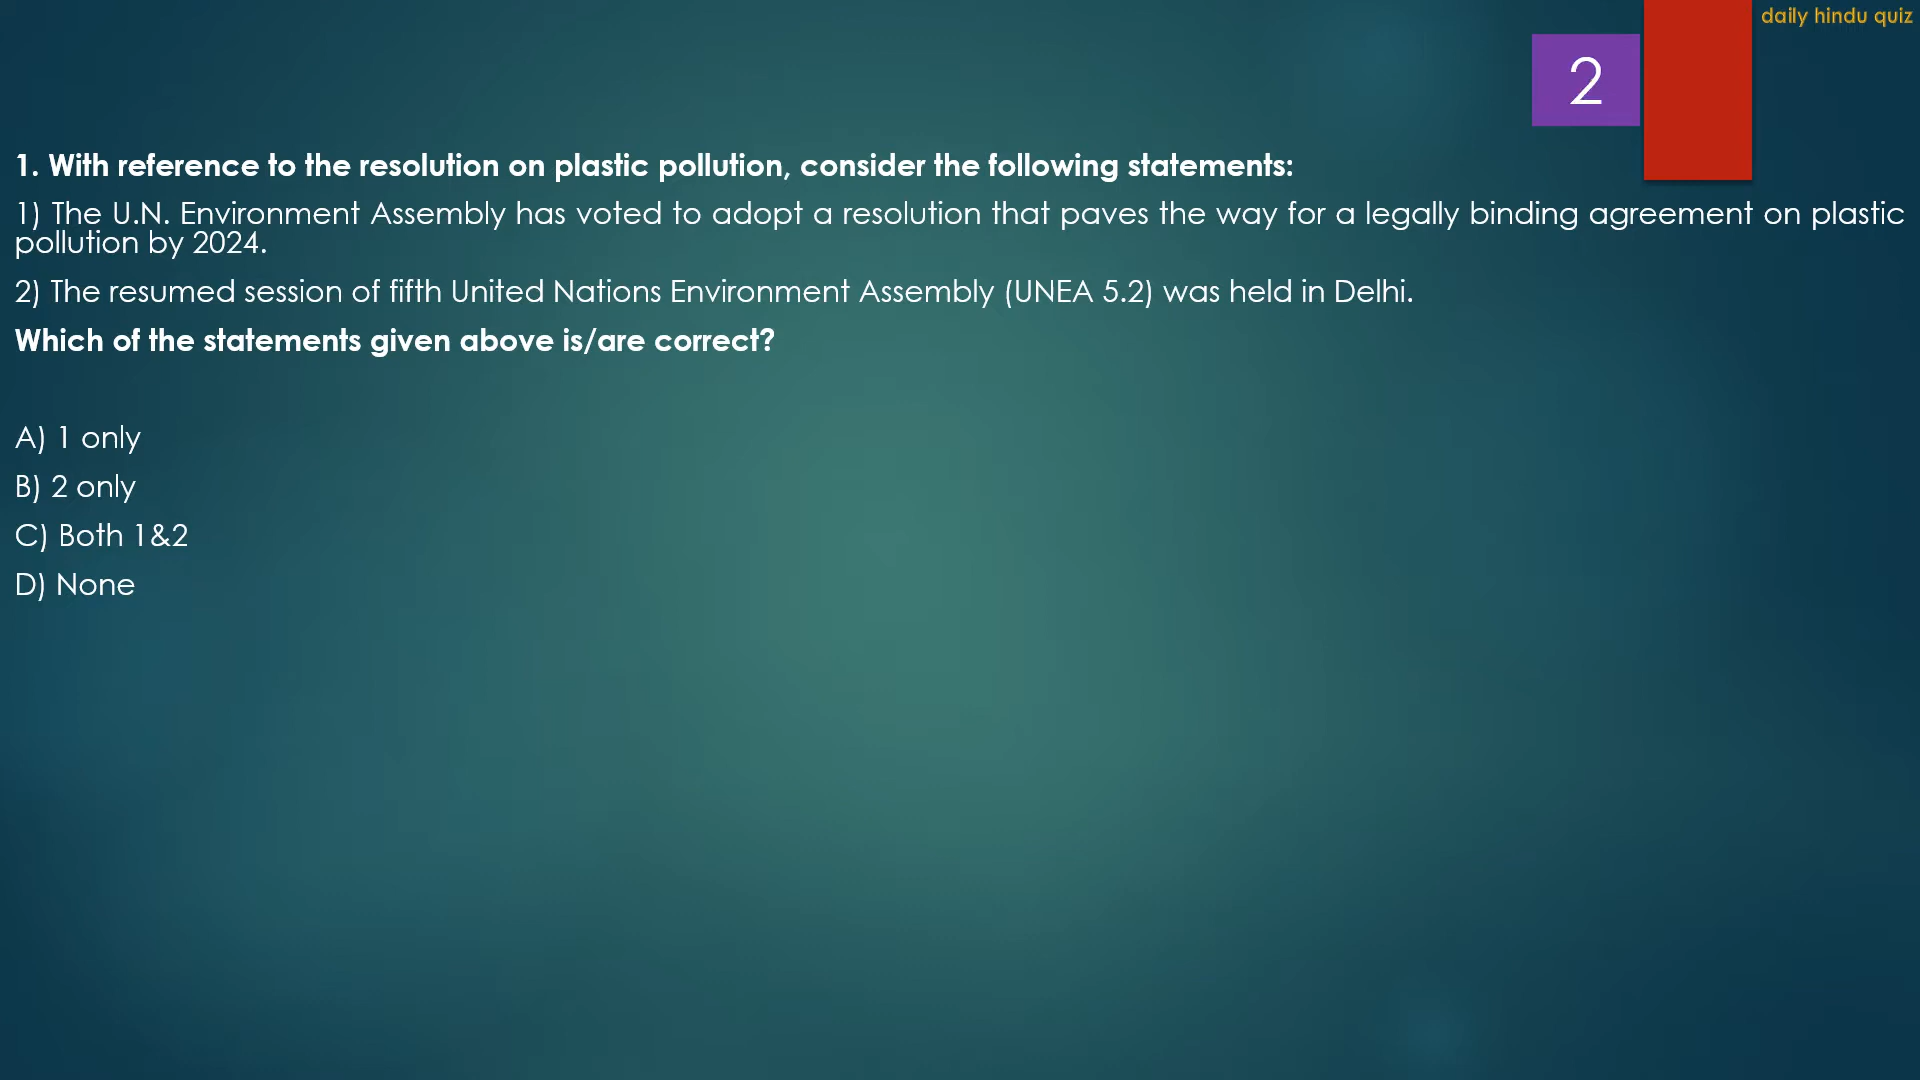 daily hindu quiz
2
1. With reference to the resolution on plastic pollution, consider the following statements:
1) The U.N. Environment Assembly has voted to adopt a resolution that paves the way for a legally binding agreement on plastic
pollution by 2024.
2) The resumed session of fifth United Nations Environment Assembly (UNEA 5.2) was held in Delhi.
Which of the statements given above is/are correct?
A) 1 only
B) 2 only
C) Both 1&2
D) None